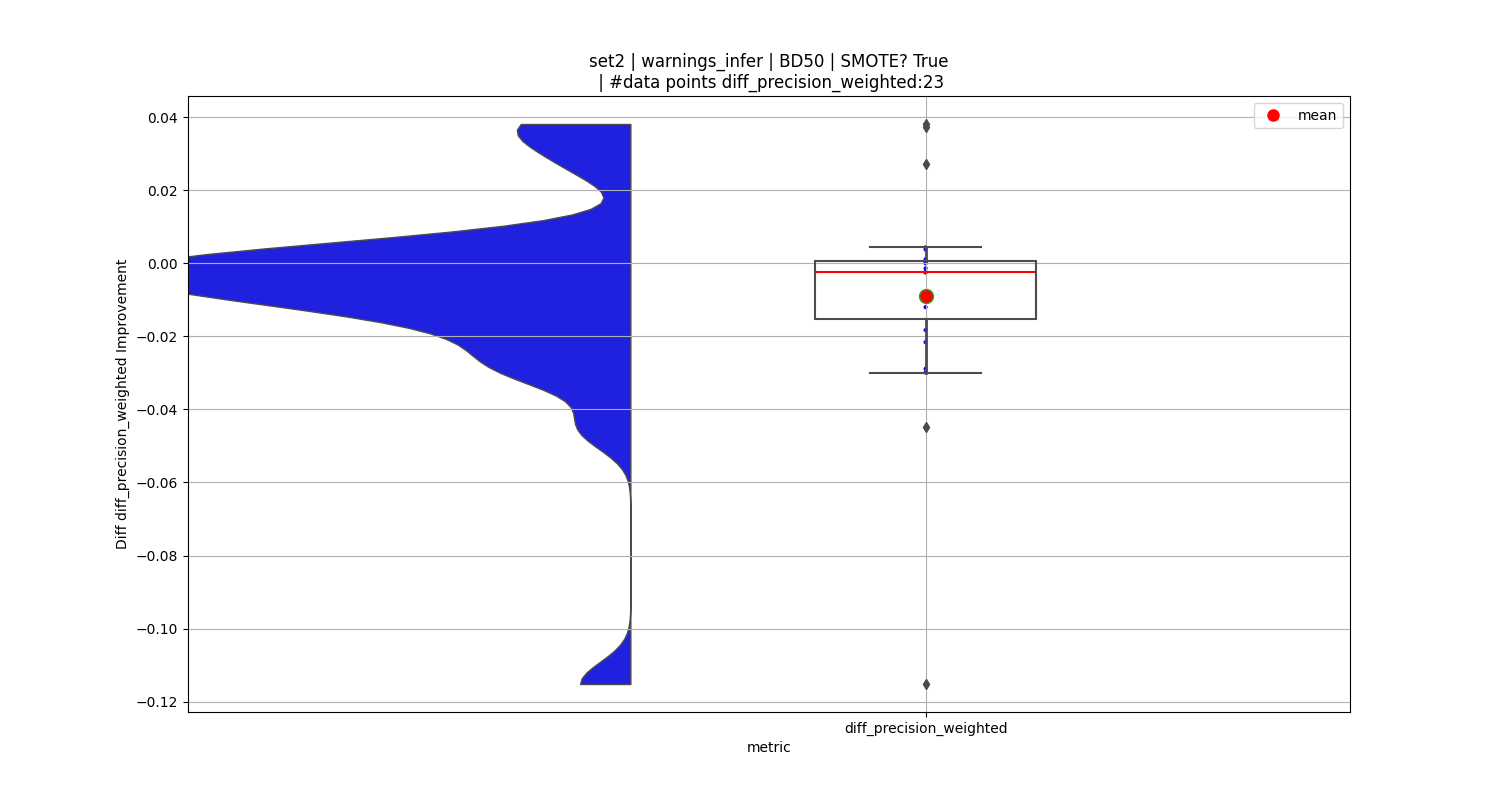 set2 | warnings_infer | BD50 | SMOTE? True
| #data points diff_precision_weighted:23
mean
0.04
0.02
0.00
−0.02
−0.04
−0.06
−0.08
−0.10
−0.12
Diff diff_precision_weighted Improvement
diff_precision_weighted
metric